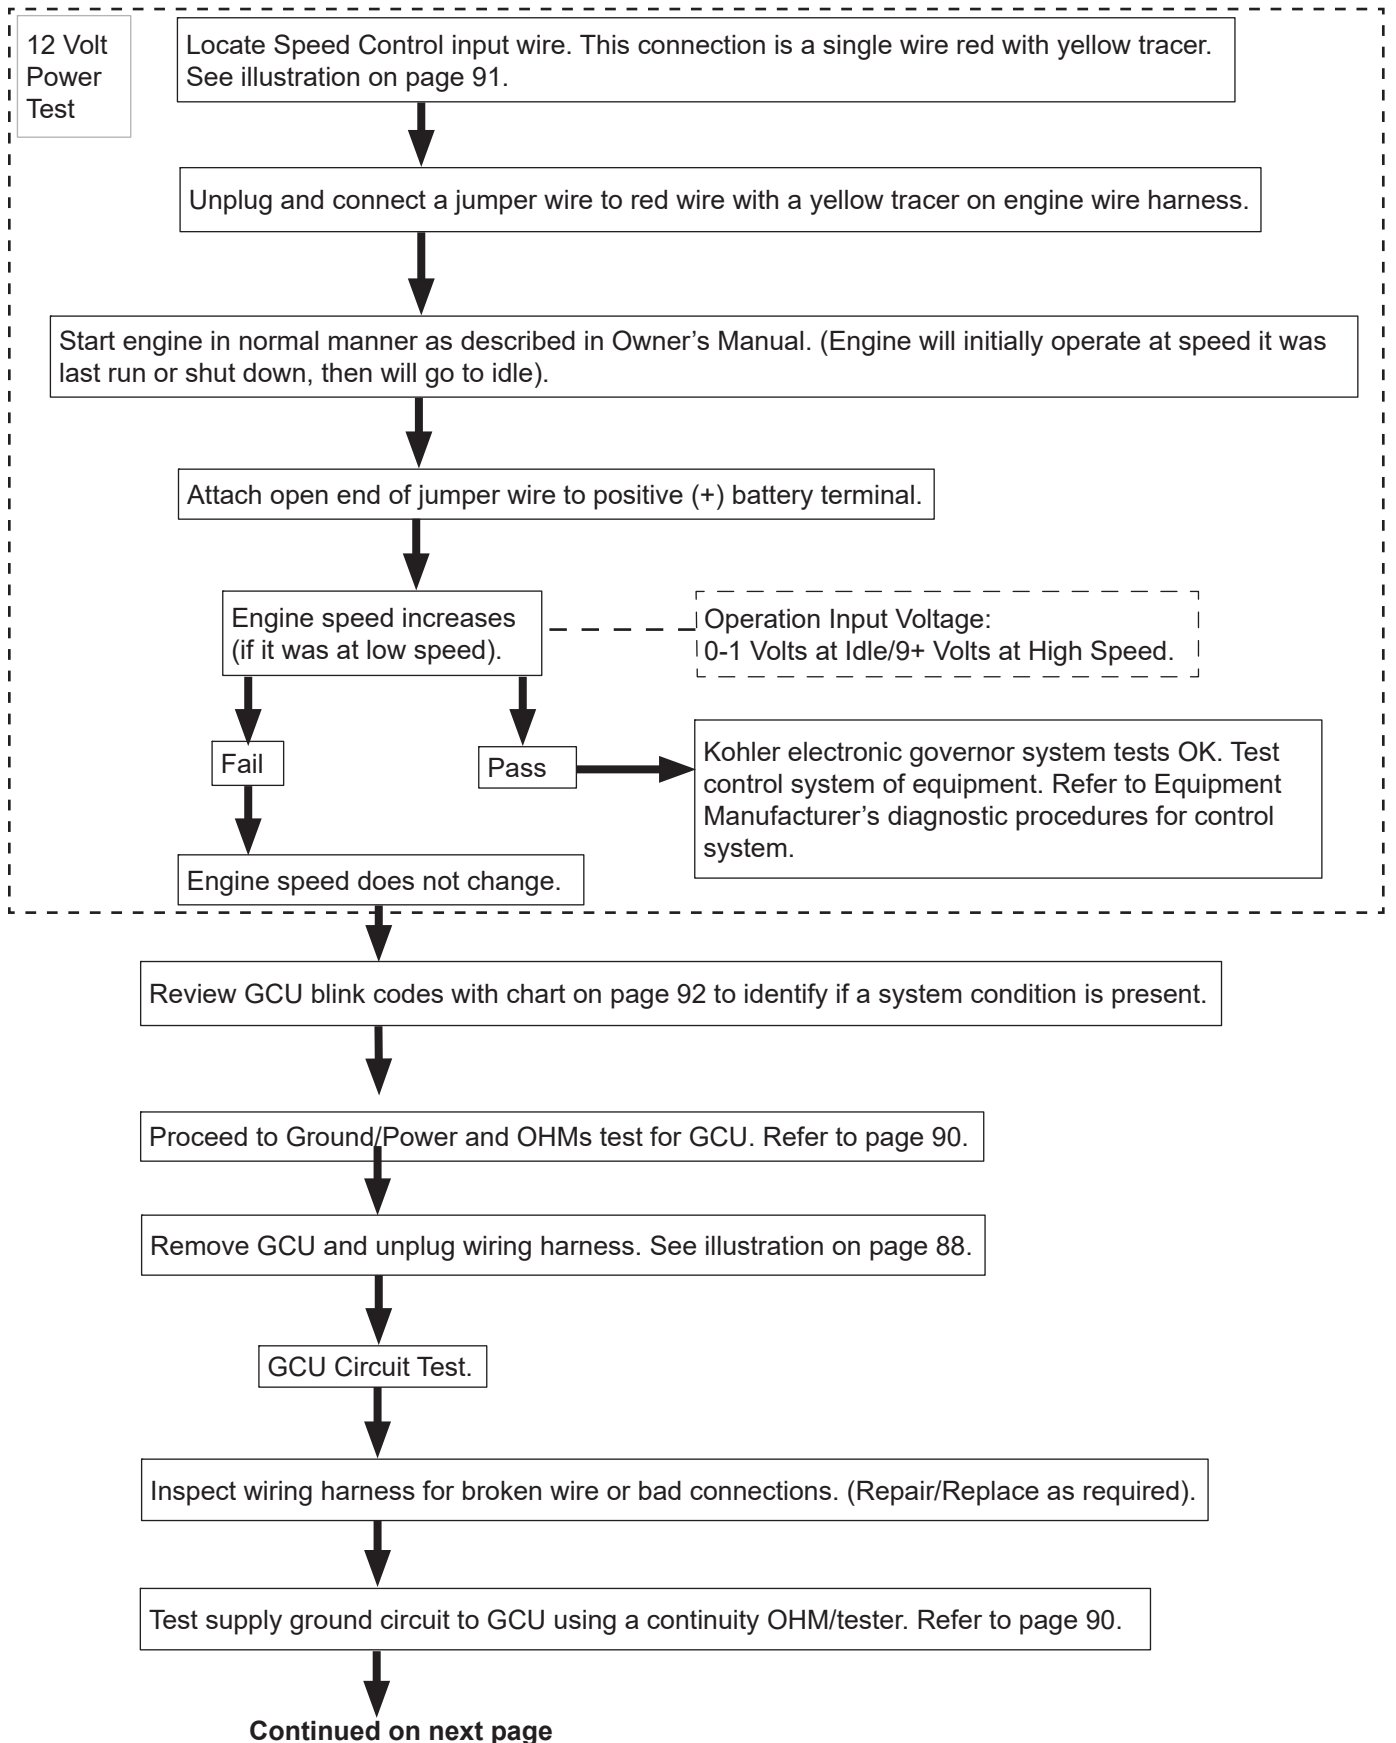 12 Volt
Power
Test
Locate Speed Control input wire. This connection is a single wire red with yellow tracer.
See illustration on page 91.
Unplug and connect a jumper wire to red wire with a yellow tracer on engine wire harness.
Start engine in normal manner as described in Owner’s Manual. (Engine will initially operate at speed it was
last run or shut down, then will go to idle).
Attach open end of jumper wire to positive (+) battery terminal.
Engine speed increases
(if it was at low speed).
Operation Input Voltage:
0-1 Volts at Idle/9+ Volts at High Speed.
Fail
Pass
Kohler electronic governor system tests OK. Test
control system of equipment. Refer to Equipment
Manufacturer’s diagnostic procedures for control
system.
Engine speed does not change.
Review GCU blink codes with chart on page 92 to identify if a system condition is present.
Proceed to Ground/Power and OHMs test for GCU. Refer to page 90.
Remove GCU and unplug wiring harness. See illustration on page 88.
GCU Circuit Test.
Inspect wiring harness for broken wire or bad connections. (Repair/Replace as required).
Test supply ground circuit to GCU using a continuity OHM/tester. Refer to page 90.
Continued on next page